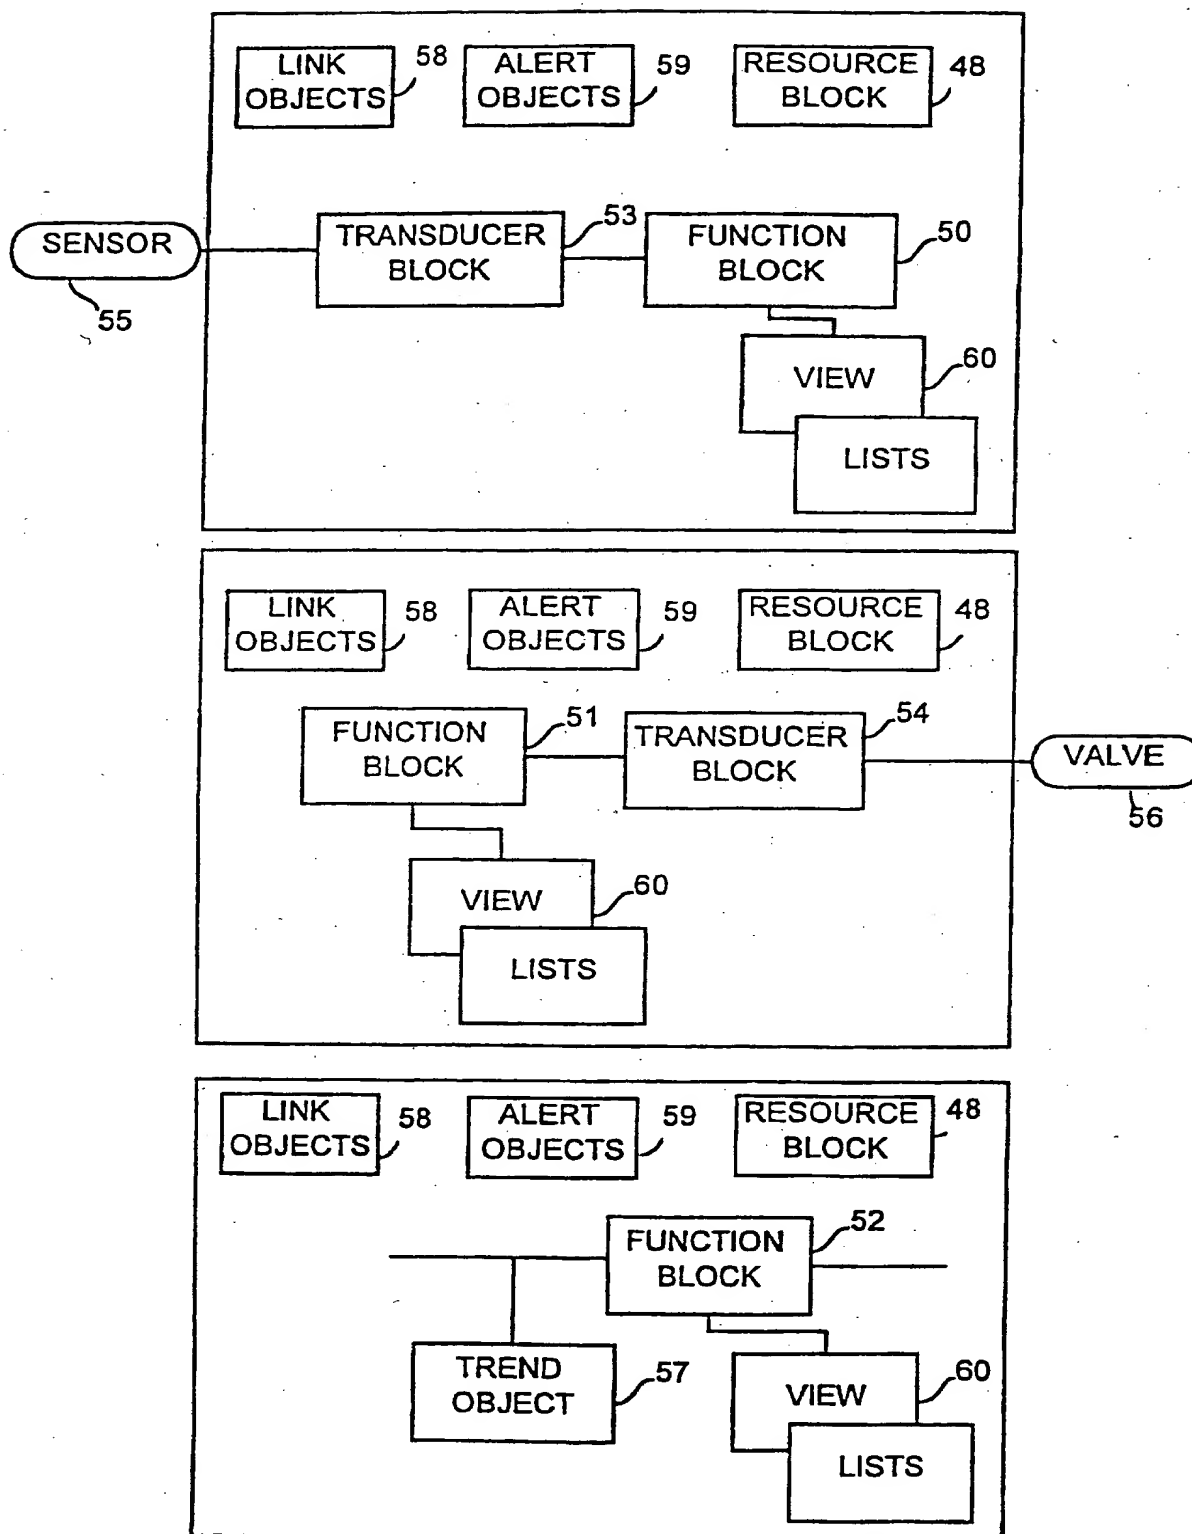 LINK
OBJECTS
58
ALERT
OBJECTS
59
RESOURCE
BLOCK
48
SENSOR
55
TRANSDUCER
BLOCK
53
FUNCTION
BLOCK
50
VIEW
60
LISTS
LINK
OBJECTS
58
ALERT
OBJECTS
59
RESOURCE
BLOCK
48
FUNCTION
BLOCK
51
TRANSDUCER
BLOCK
54
VALVE
56
VIEW
60
LISTS
LINK
OBJECTS
58
ALERT
OBJECTS
59
RESOURCE
BLOCK
48
FUNCTION
BLOCK
52
TREND
OBJECT
57
VIEW
60
LISTS